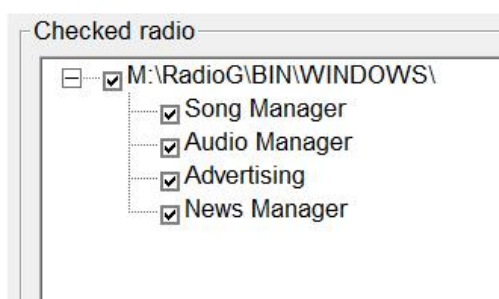 Checked radio
M:\RadioG\BIN\WINDOWS\
Song Manager
Audio Manager
Advertising
News Manager